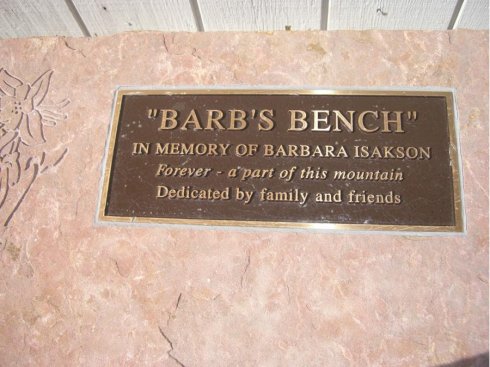 "BARB'S BENCH"
IN MEMORY OF BARBARA ISAKSON
Forever - a part of this mountain
Dedicated by family and friends